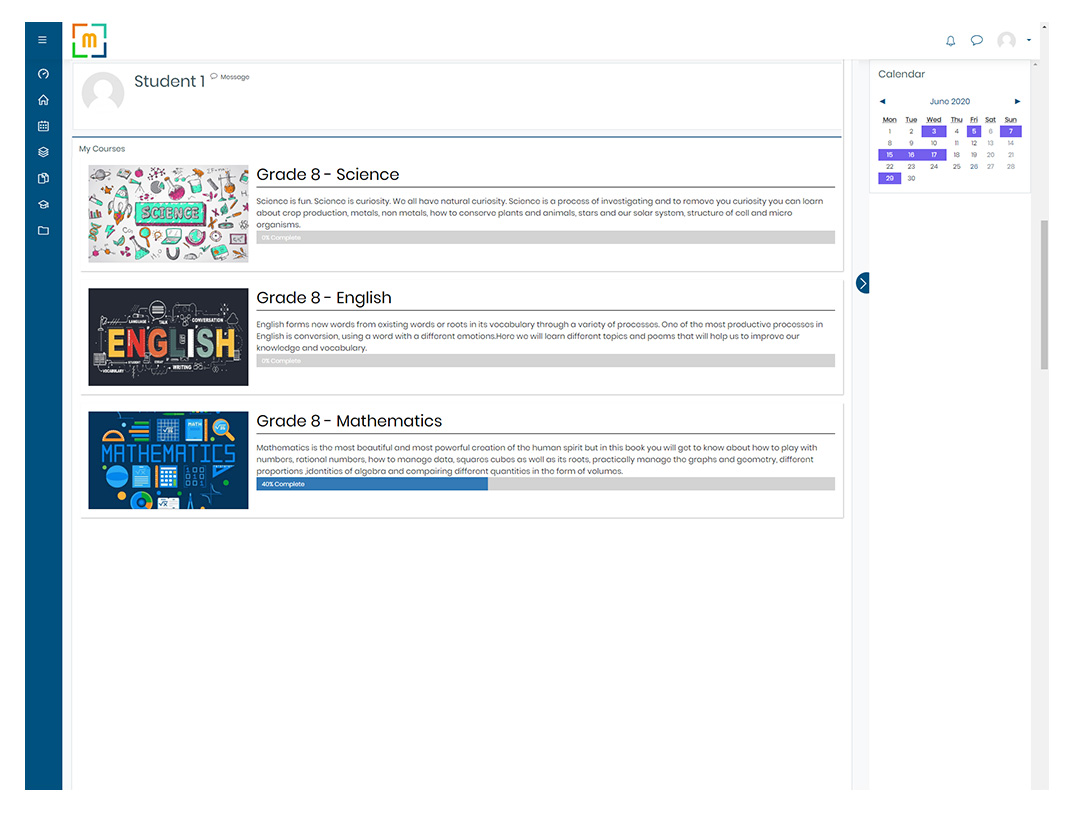 m
Student 1 Message
My Courses
SCIENCE
Grade 8 - Science
Science is fun. Science is curiosity. We all have natural curiosity. Science is a process of investigating and to remove you curiosity you can learn
about crop production, metals, non metals, how to conserve plants and animals, stars and our solar system, structure of cell and micro
organisms.
0% Complete
LANGUAGE
TALK
CONVERSATION
ENGLISH
VOCABULARY
STUDENT
WRITING
Grade 8 - English
English forms new words from existing words or roots in its vocabulary through a variety of processes. One of the most productive processes in
English is conversion, using a word with a different emotions.Here we will learn different topics and poems that will help us to improve our
knowledge and vocabulary.
0% Complete
MATH
MATHEMATICS
Grade 8 - Mathematics
Mathematics is the most beautiful and most powerful creation of the human spirit but in this book you will get to know about how to play with
numbers, rational numbers, how to manage data, squares cubes as well as its roots, practically manage the graphs and geometry, different
proportions ,identities of algebra and compairing different quantities in the form of volumes.
40% Complete
Calendar
◄ June 2020 ►
Mon Tue Wed Thu Fri Sat Sun
1 2 3 4 5 6 7
8 9 10 11 12 13 14
15 16 17 18 19 20 21
22 23 24 25 26 27 28
29 30